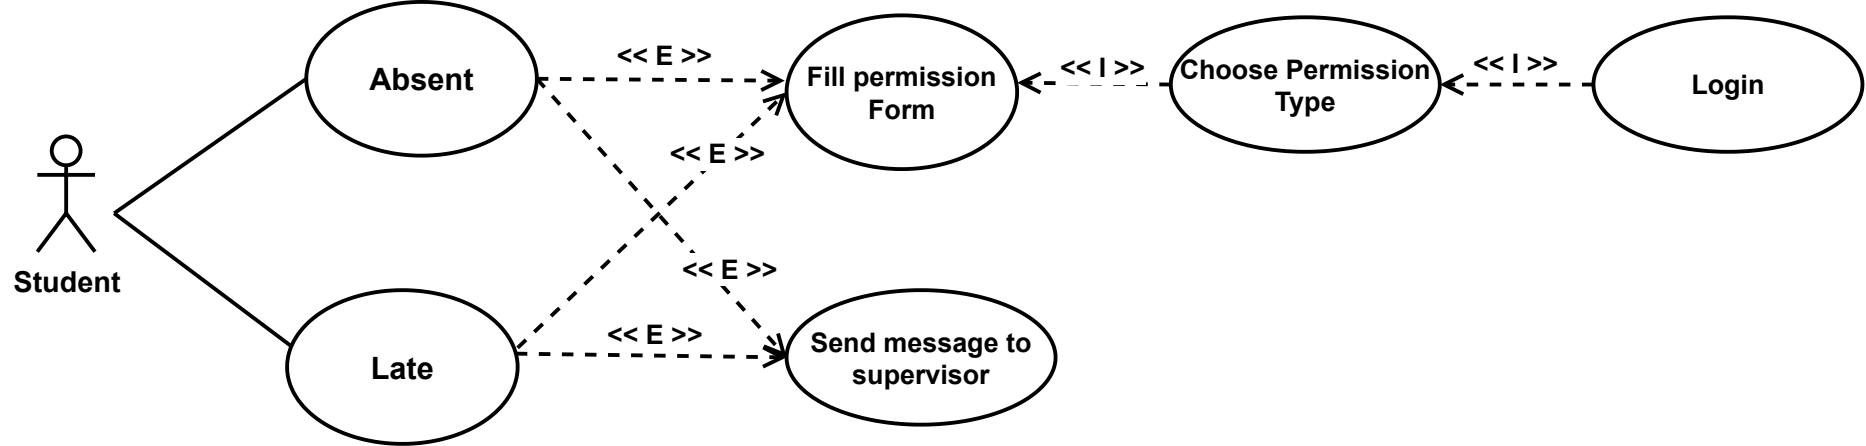 Absent
<< E >>
Fill permission
Form
<< I >>
Choose Permission
Type
<< I >>
Login
<< E >>
Student
<< E >>
<< E >>
Late
Send message to
supervisor